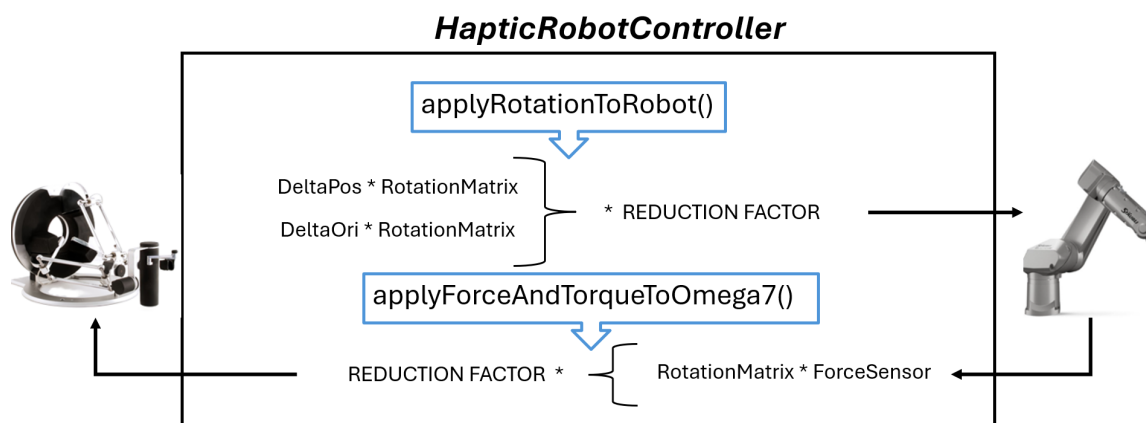 HapticRobotController
applyRotationToRobot()
DeltaPos * RotationMatrix
DeltaOri * RotationMatrix
* REDUCTION FACTOR
applyForceAndTorqueToOmega7()
REDUCTION FACTOR *
RotationMatrix * ForceSensor